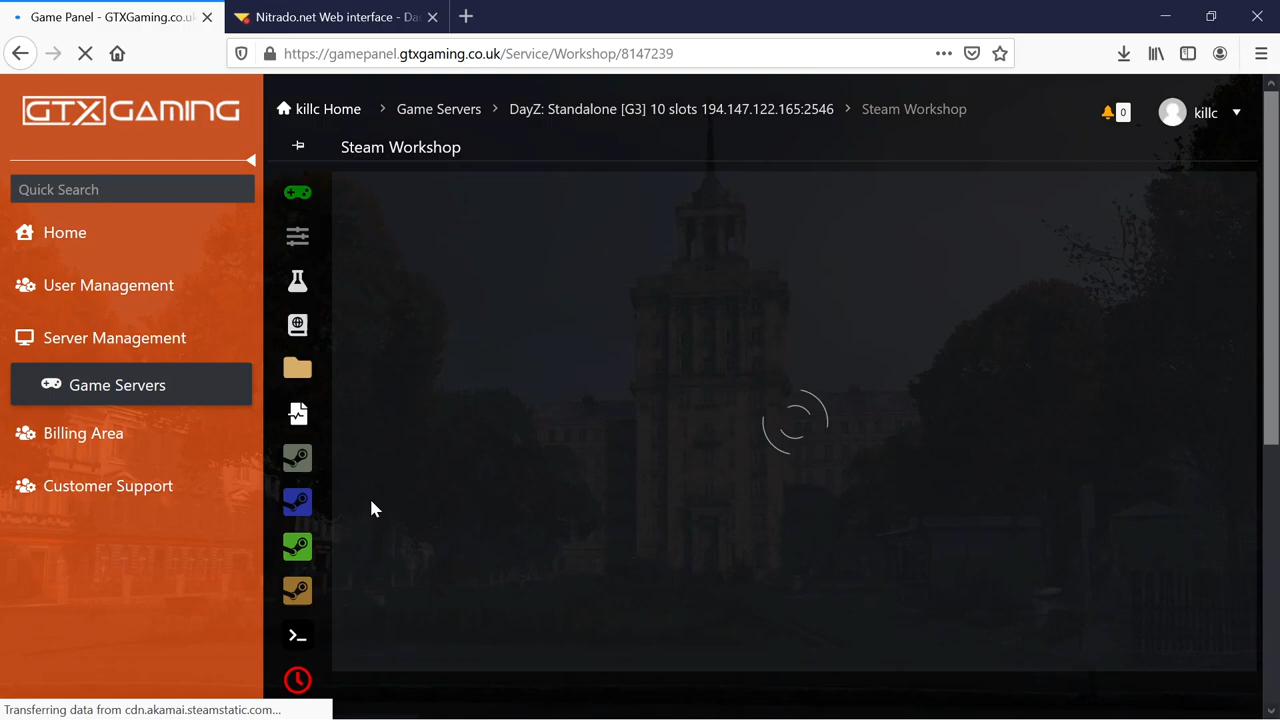 Game Panel - GTXGaming.co.uk
Nitrado.net Web interface - Da
https://gamepanel.gtxgaming.co.uk/Service/Workshop/8147239
GTXGAMING
killc Home > Game Servers > DayZ: Standalone [G3] 10 slots 194.147.122.165:2546 > Steam Workshop
0
killc
Steam Workshop
Quick Search
Home
User Management
Server Management
Game Servers
Billing Area
Customer Support
Transferring data from cdn.akamai.steamstatic.com...